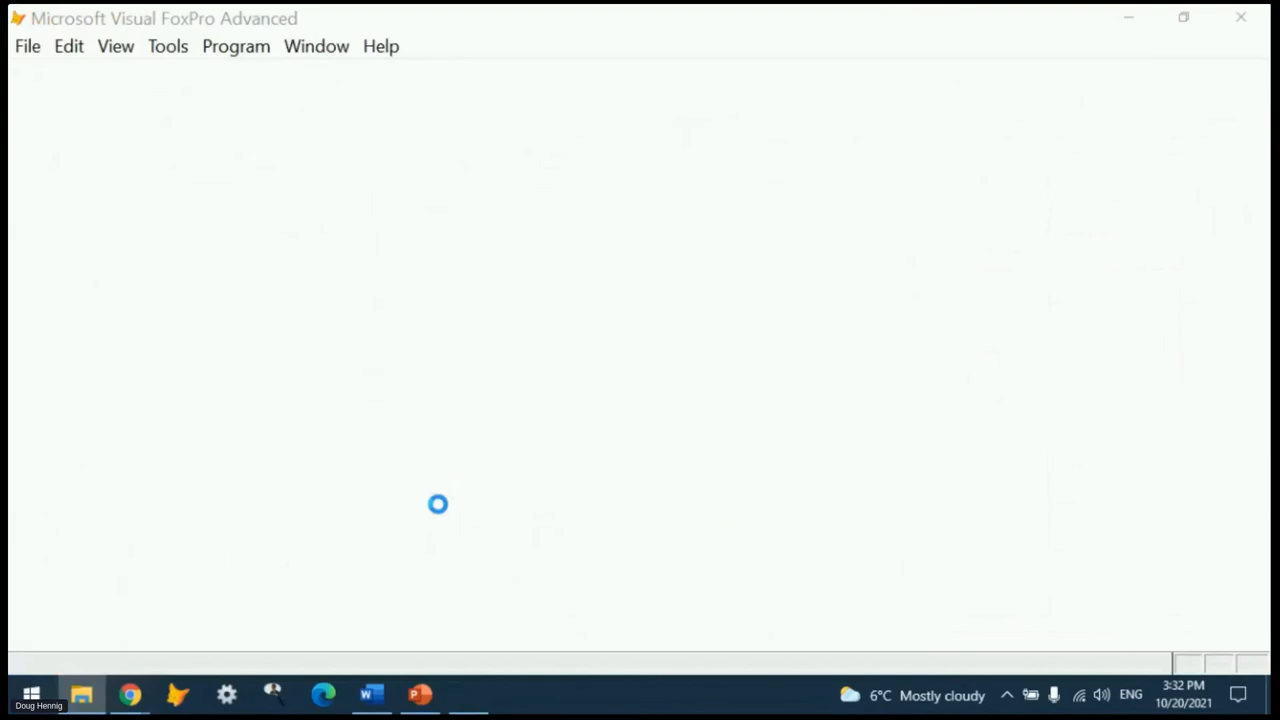 Microsoft Visual FoxPro Advanced
File Edit View Tools Program Window Help
6°C Mostly cloudy ENG 3:32 PM
10/20/2021
Doug Hennig